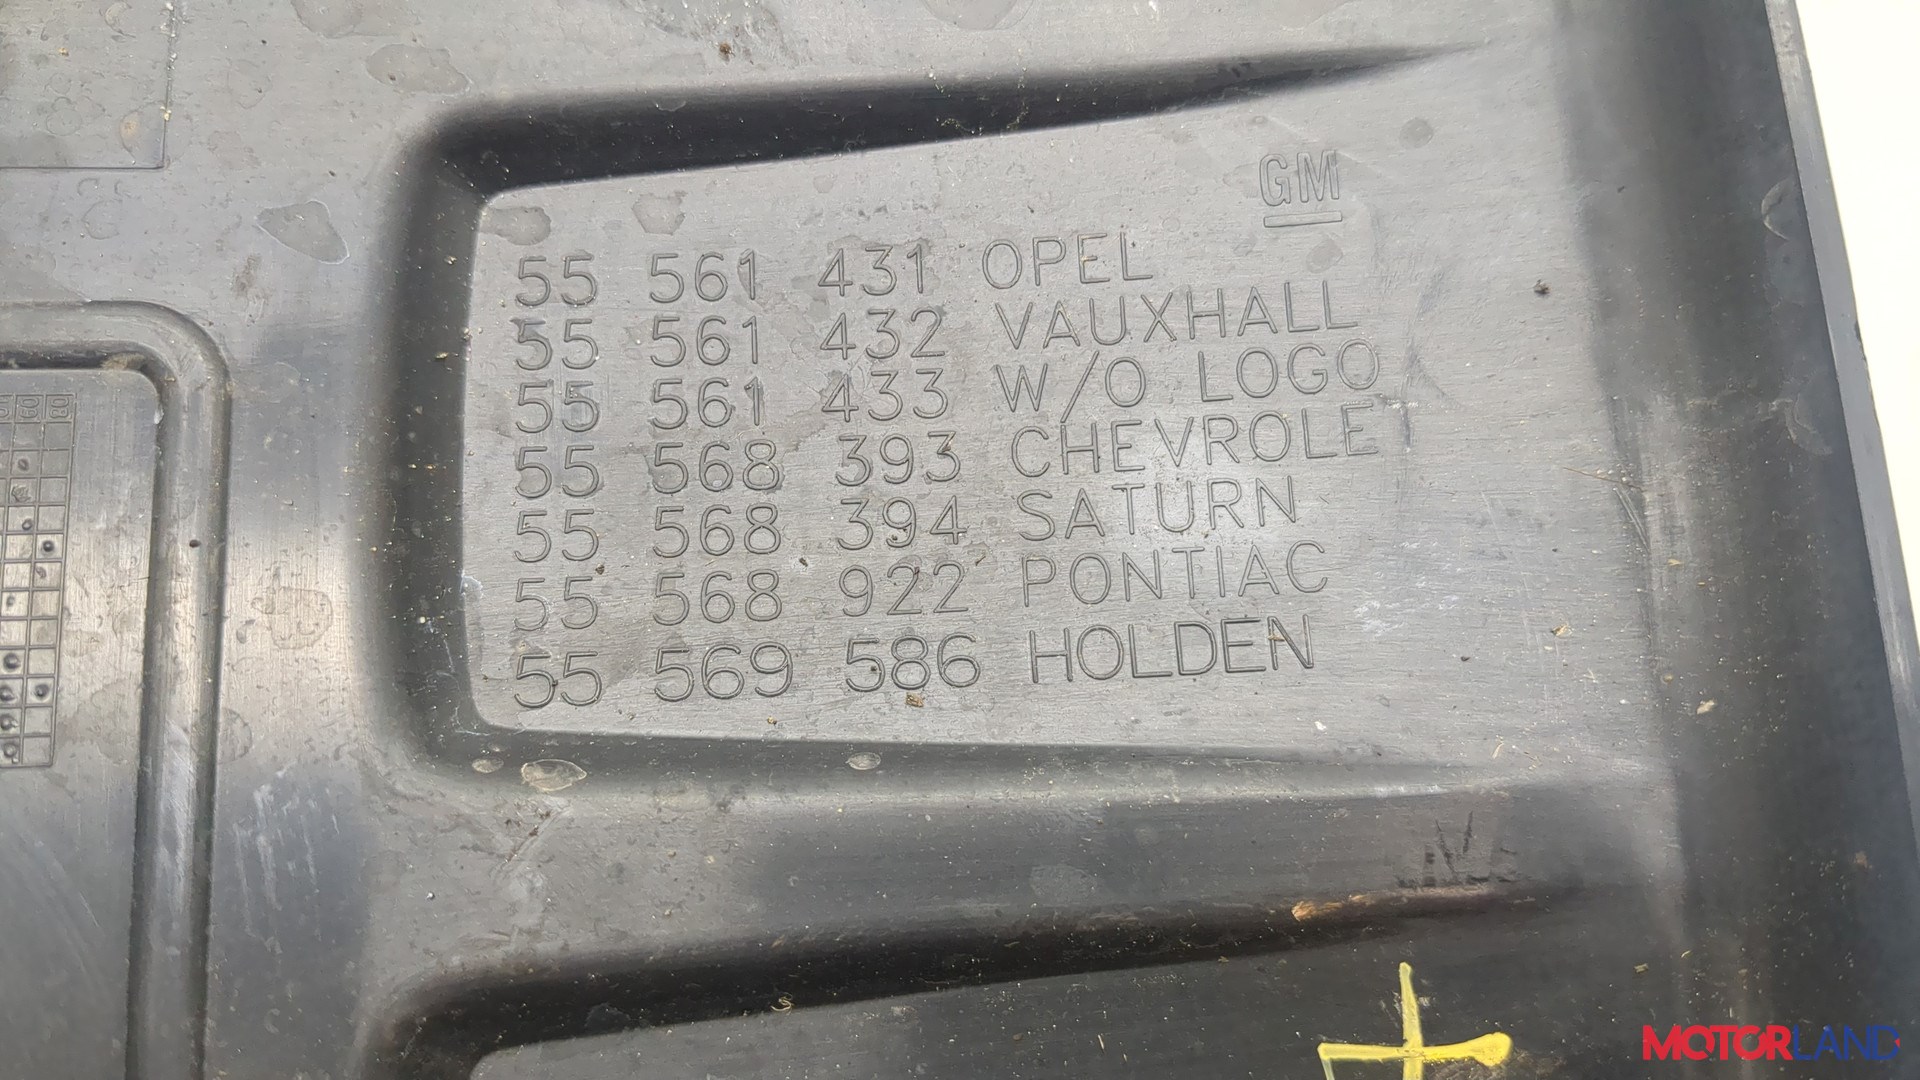 GM
55 561 431 OPEL
55 561 432 VAUXHALL
55 561 433 W/O LOGO
55 568 393 CHEVROLE
55 568 394 SATURN
55 568 922 PONTIAC
55 569 586 HOLDEN
MOTORLAND